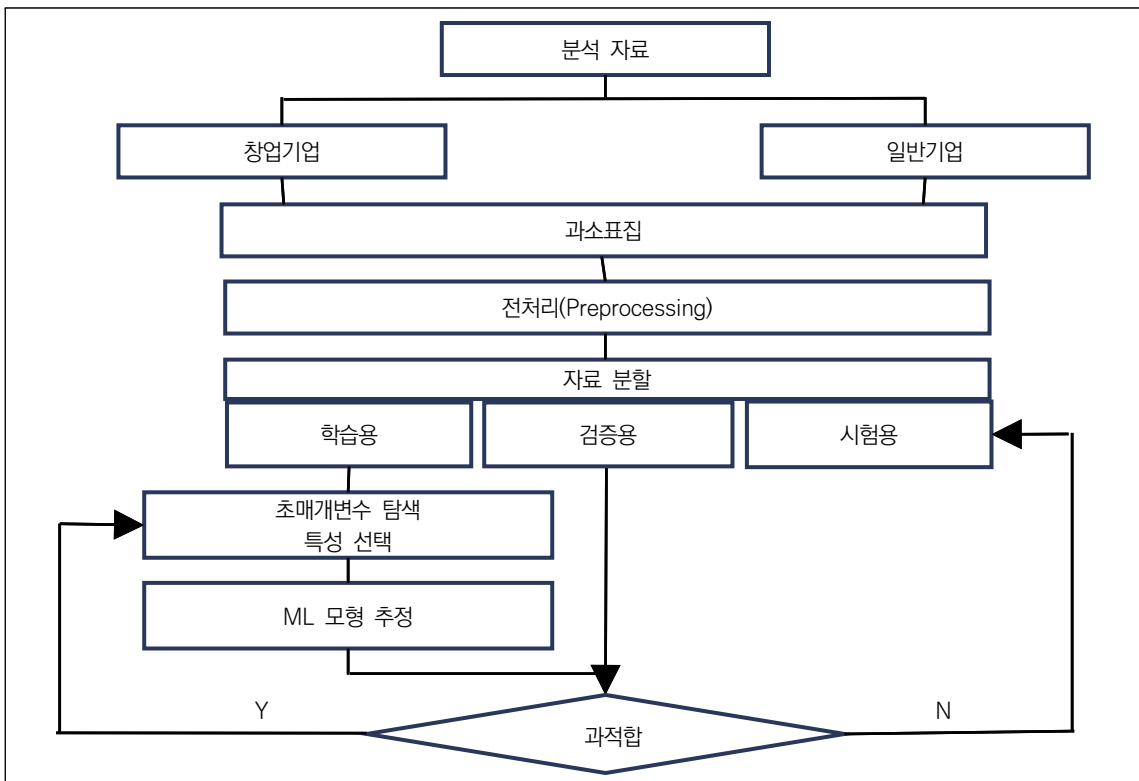 분석 자료
창업기업
일반기업
과소표집
전처리(Preprocessing)
자료 분할
학습용
검증용
시험용
초매개변수 탐색
특성 선택
ML 모형 추정
Y
N
과적합